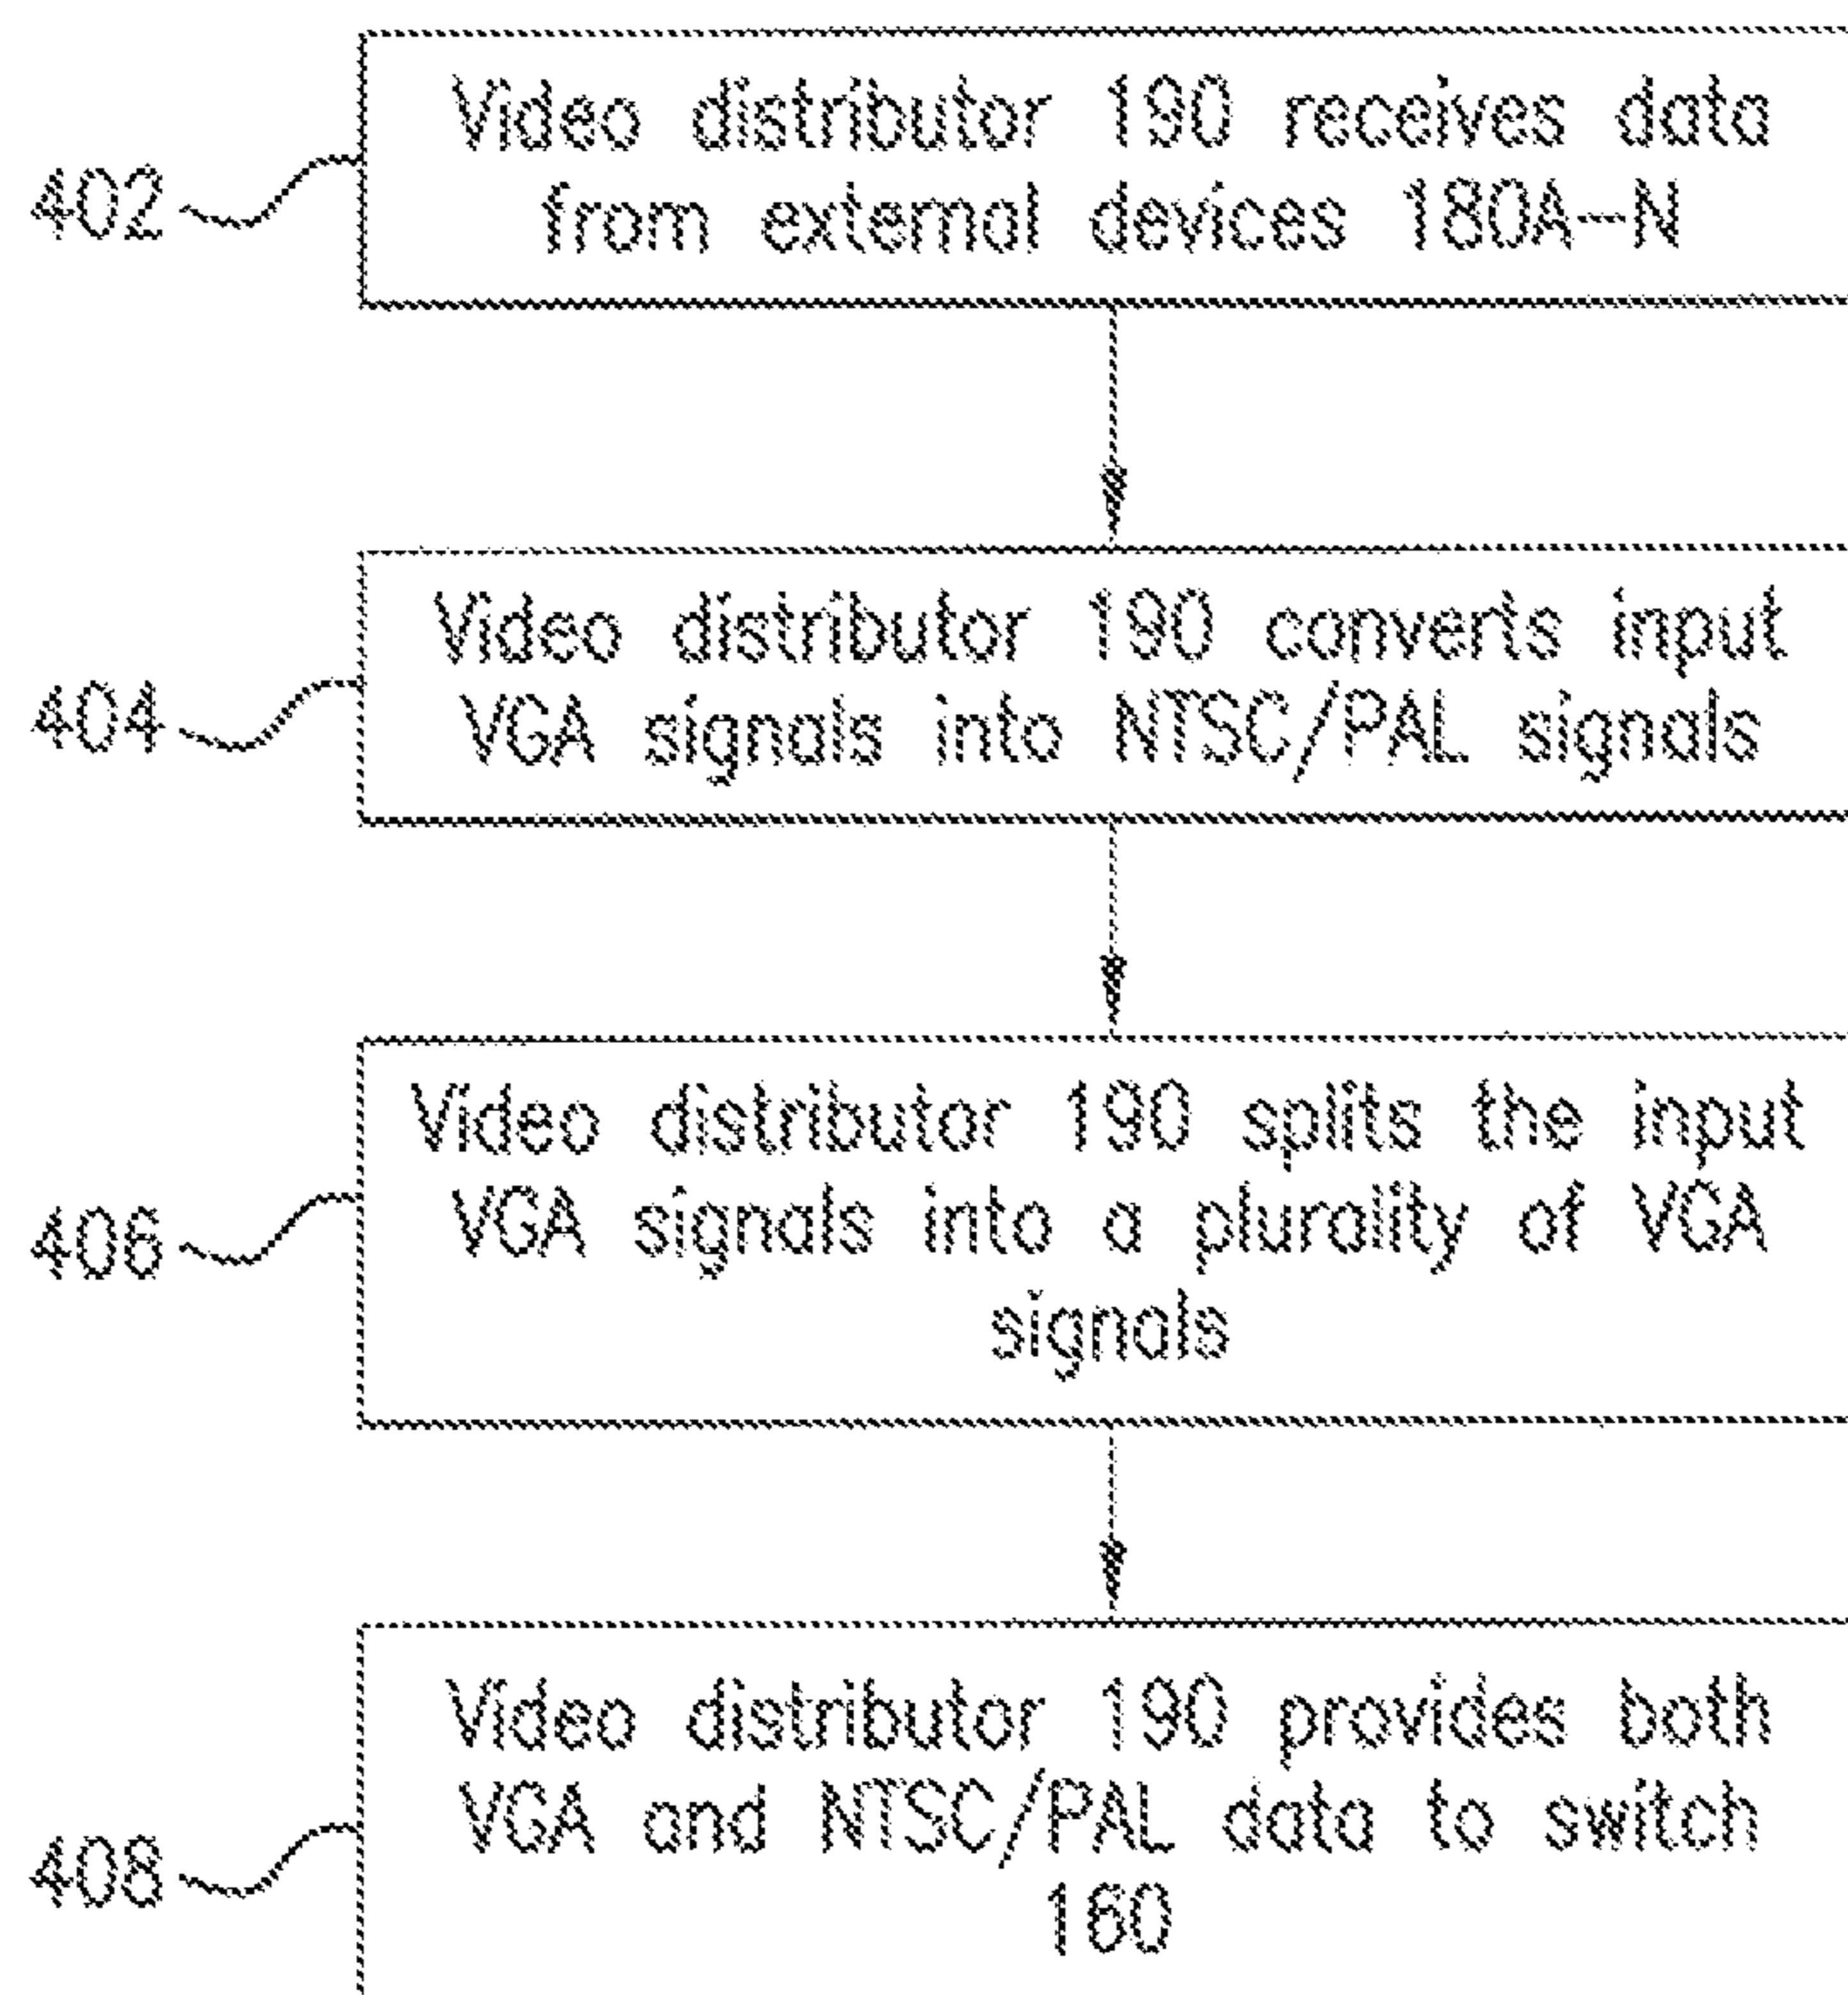 Video distributor 190 receives data
402
from external devices 180A-N
Video distributor 190 converts input
404
VGA signals into NTSC/PAL signals
Video distributor 190 splits the input
406
VGA signals into a plurality of VGA
signals
Video distributor 190 provides both
408
VGA and NTSC/PAL data to switch
160